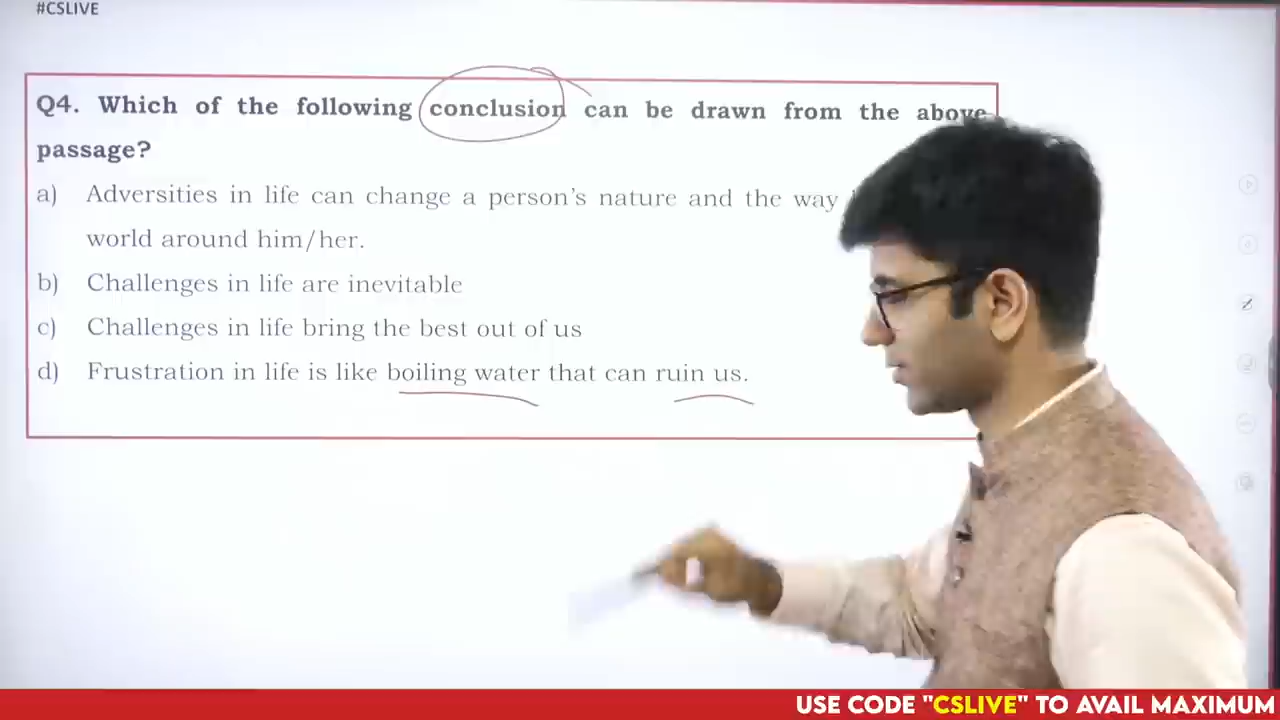 #CSLIVE
Q4. Which of the following conclusion can be drawn from the above
passage?
a) Adversities in life can change a person's nature and the way
world around him/her.
b) Challenges in life are inevitable
c) Challenges in life bring the best out of us
d) Frustration in life is like boiling water that can ruin us.
USE CODE "CSLIVE" TO AVAIL MAXIMUM